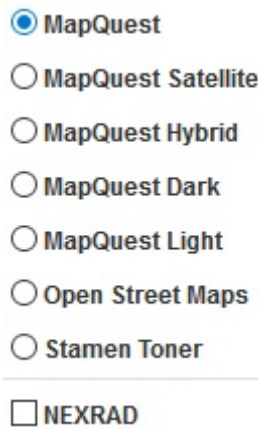 MapQuest
MapQuest Satellite
MapQuest Hybrid
MapQuest Dark
MapQuest Light
Open Street Maps
Stamen Toner
NEXRAD